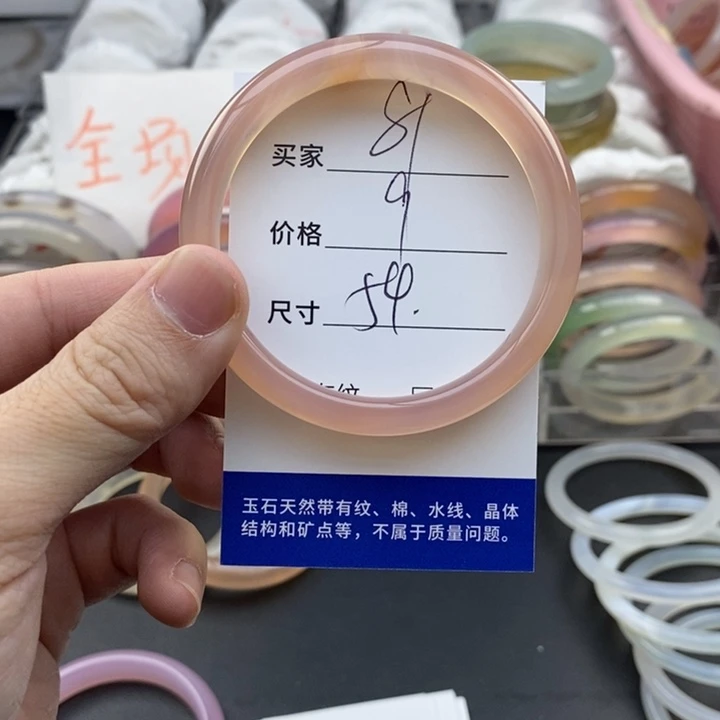 全场
买家
价格
尺寸 54.
玉石天然带有纹、棉、水线、晶体
结构和矿点等，不属于质量问题。